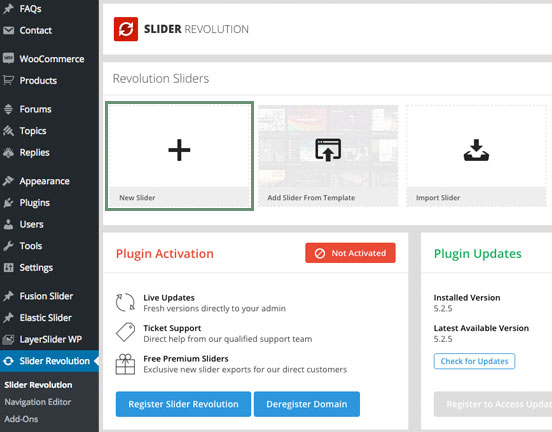 FAQs
Contact
WOO
WooCommerce
Products
Forums
Topics
Replies
Appearance
Plugins
Users
Tools
Settings
Fusion Slider
Elastic Slider
LayerSlider WP
Slider Revolution
Slider Revolution
Navigation Editor
Add-Ons
SLIDER REVOLUTION
Revolution Sliders
New Slider
Add Slider From Template
Import Slider
Plugin Activation
Not Activated
Live Updates
Fresh versions directly to your admin
Ticket Support
Direct help from our qualified support team
Free Premium Sliders
Exclusive new slider exports for our direct customers
Register Slider Revolution
Deregister Domain
Plugin Updates
Installed Version
5.2.5
Latest Available Version
5.2.5
Check for Updates
Register to Access Upda